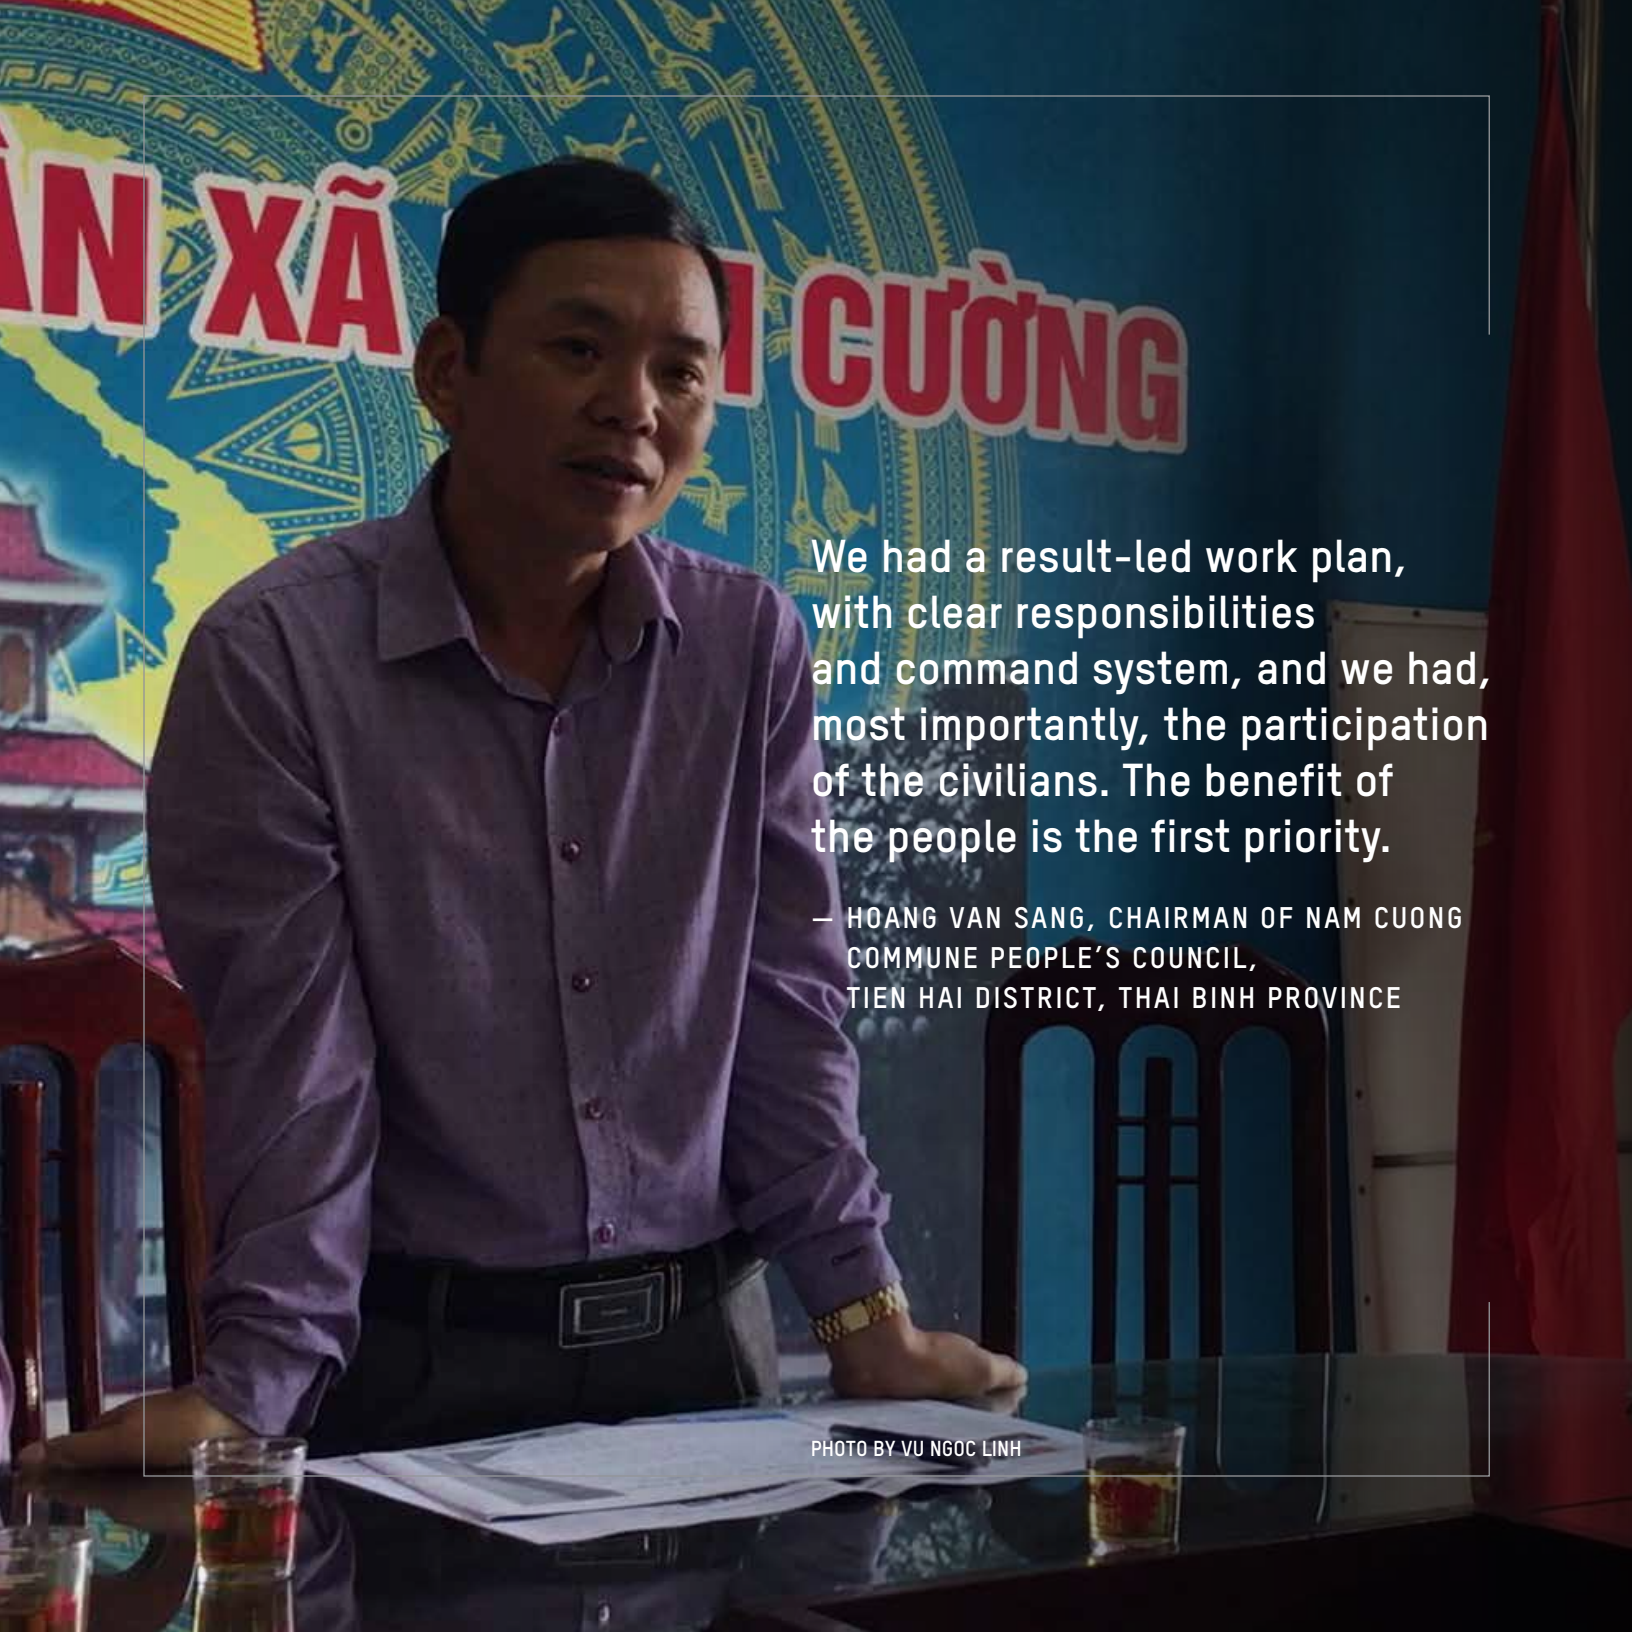 XÃ CƯỜNG
We had a result-led work plan,
with clear responsibilities
and command system, and we had,
most importantly, the participation
of the civilians. The benefit of
the people is the first priority.
— HOANG VAN SANG, CHAIRMAN OF NAM CUONG
COMMUNE PEOPLE’S COUNCIL,
TIEN HAI DISTRICT, THAI BINH PROVINCE
PHOTO BY VU NGOC LINH